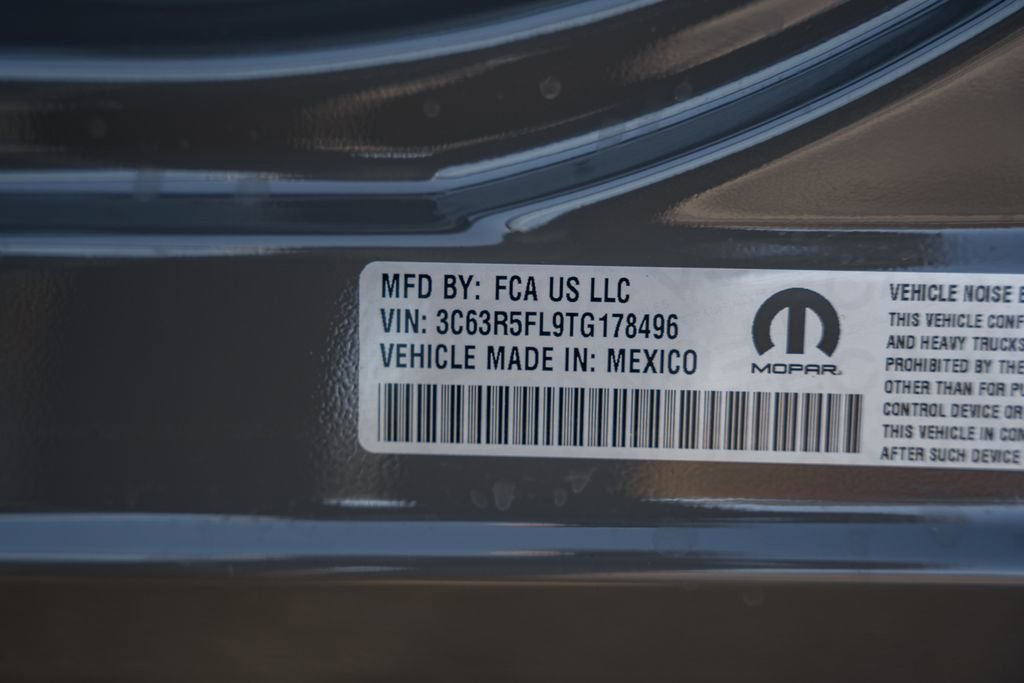 MFD BY: FCA US LLC
VIN: 3C63R5FL9TG178496
VEHICLE MADE IN: MEXICO
MOPAR®
VEHICLE NOISE
THIS VEHICLE
AND HEAVY TRUCKS
PROHIBITED BY THE
OTHER THAN FOR
CONTROL DEVICE OR
THIS VEHICLE IN
AFTER SUCH DEVICE